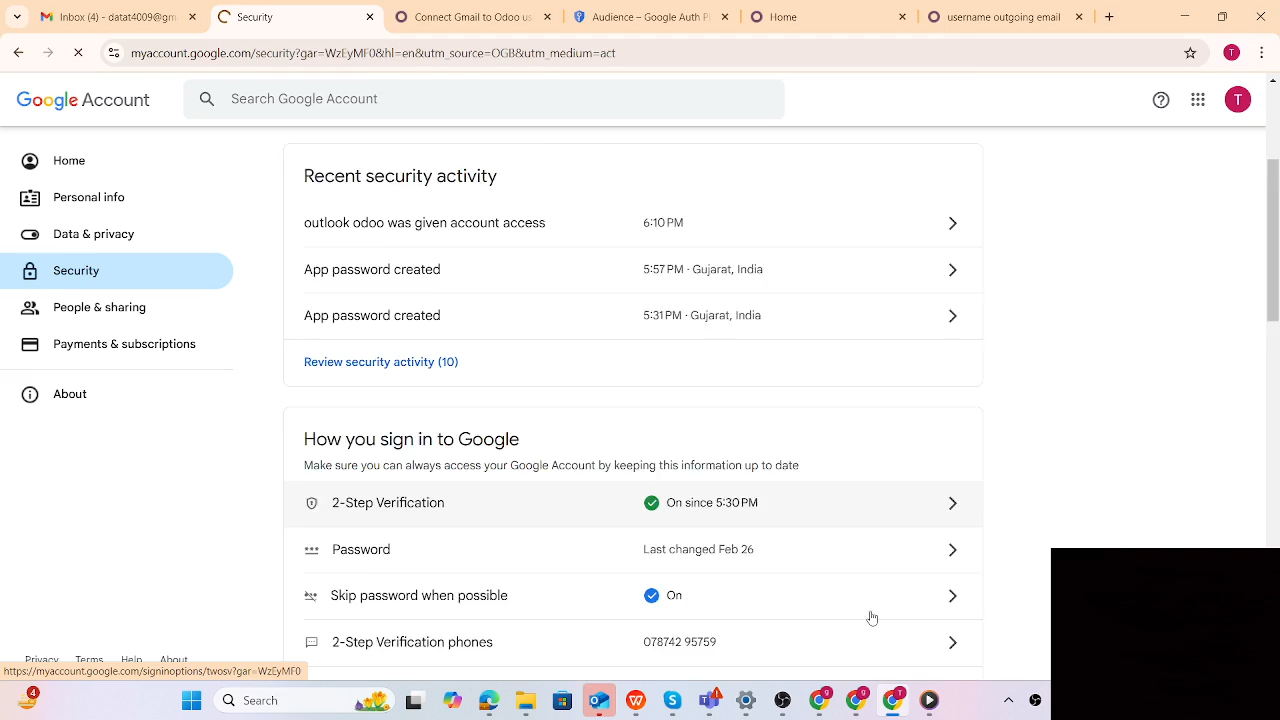 Inbox (4) - datat4009@gm
Security
Connect Gmail to Odoo us
Audience – Google Auth Pl
Home
username outgoing email
myaccount.google.com/security?gar=WzEyMF0&hl=en&utm_source=OGB&utm_medium=act
T
Google Account
Search Google Account
T
Home
Personal info
Data & privacy
Security
People & sharing
Payments & subscriptions
About
Recent security activity
outlook odoo was given account access 6:10 PM
App password created 5:57 PM · Gujarat, India
App password created 5:31 PM · Gujarat, India
Review security activity (10)
How you sign in to Google
Make sure you can always access your Google Account by keeping this information up to date
2-Step Verification On since 5:30 PM
Password Last changed Feb 26
Skip password when possible On
2-Step Verification phones 078742 95759
Privacy Terms Help About
https://myaccount.google.com/signinoptions/twosv?gar=WzEyMF0
4
Search